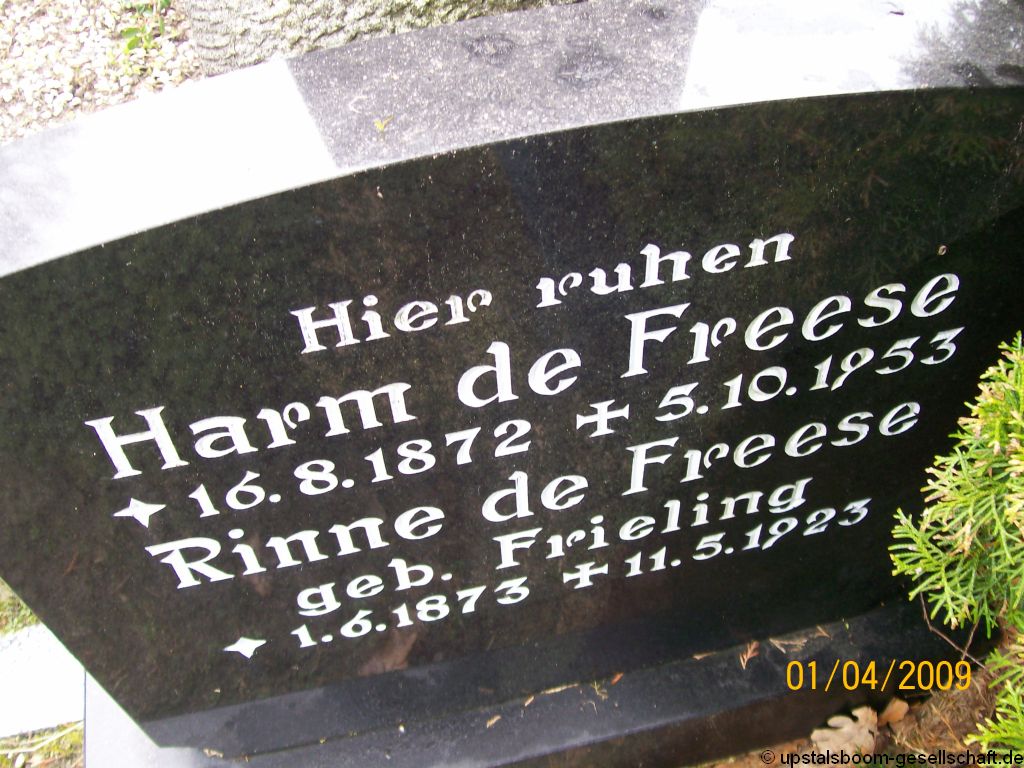 Hier ruhen
Harm de Freese
✦ 16.8.1872 ✝ 5.10.1953
Rinne de Freese
geb. Frieling
✦ 1.6.1873 ✝ 11.5.1923
01/04/2009
© upstalsboom-gesellschaft.de